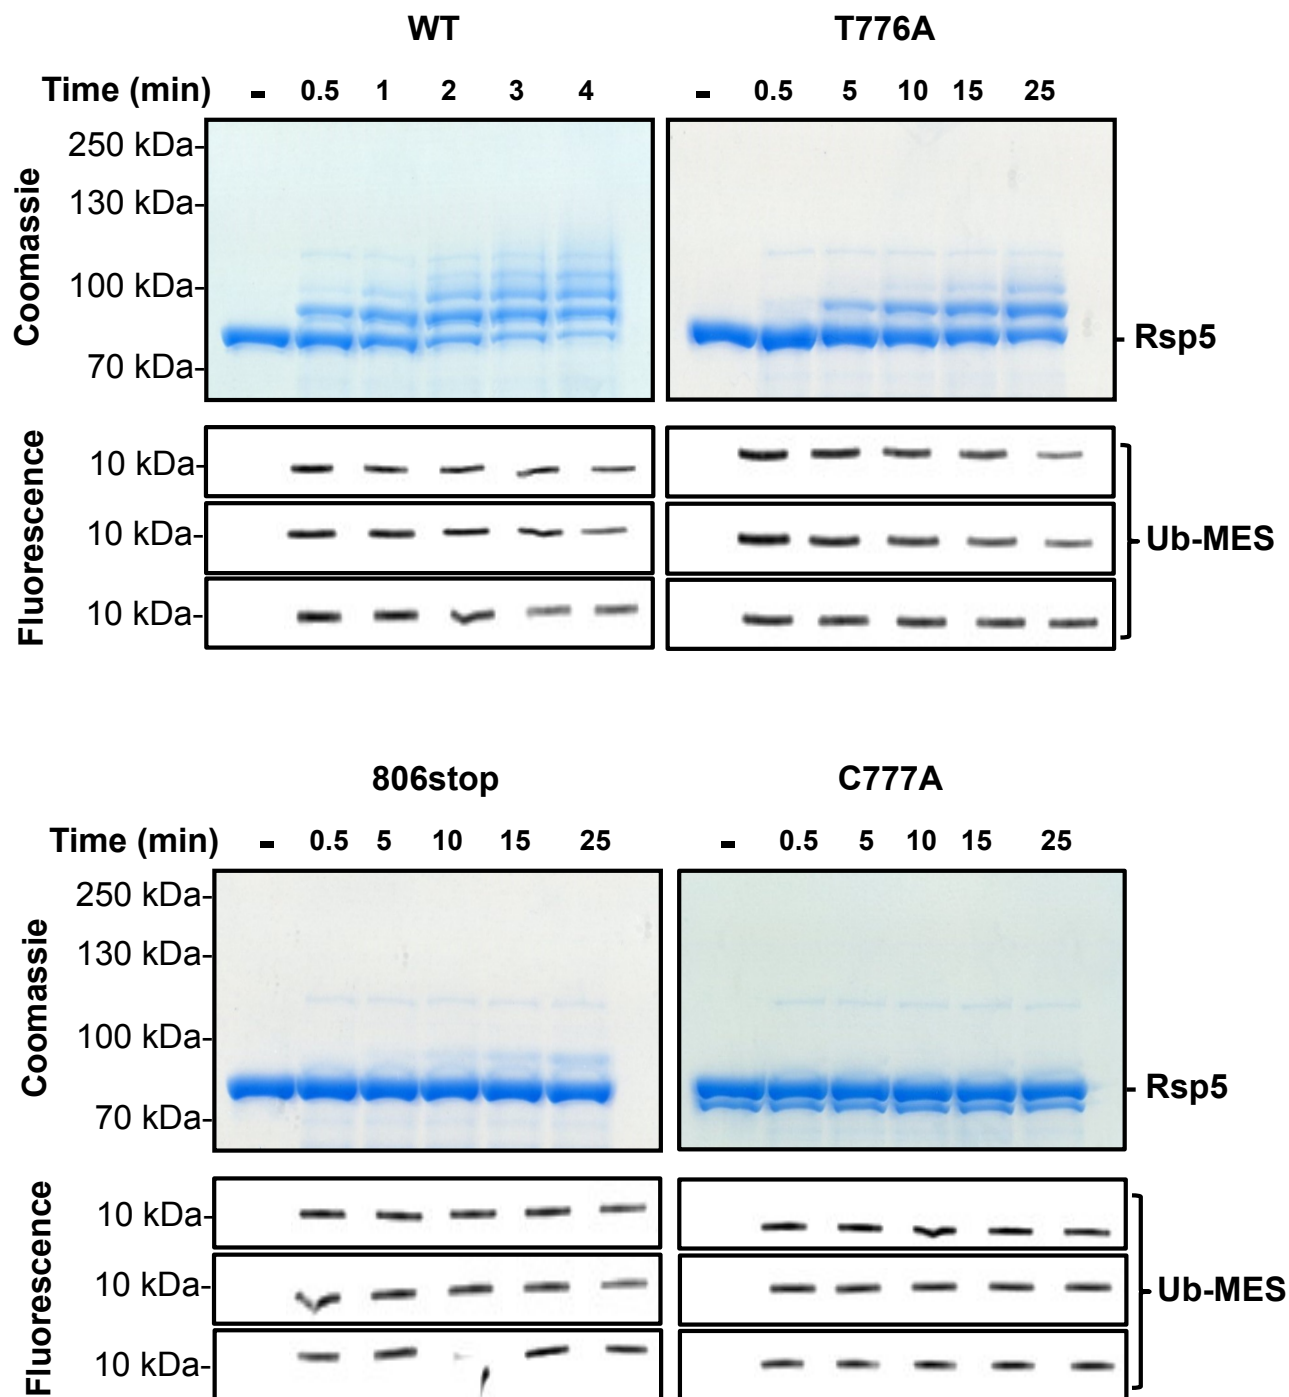 WT T776A
Time (min) - 0.5 1 2 3 4 - 0.5 5 10 15 25
Coomassie
250 kDa-
130 kDa-
100 kDa-
70 kDa-
- Rsp5
Fluorescence
10 kDa-
10 kDa-
10 kDa-
Ub-MES
806stop C777A
Time (min) - 0.5 5 10 15 25 - 0.5 5 10 15 25
Coomassie
250 kDa-
130 kDa-
100 kDa-
70 kDa-
- Rsp5
Fluorescence
10 kDa-
10 kDa-
10 kDa-
Ub-MES